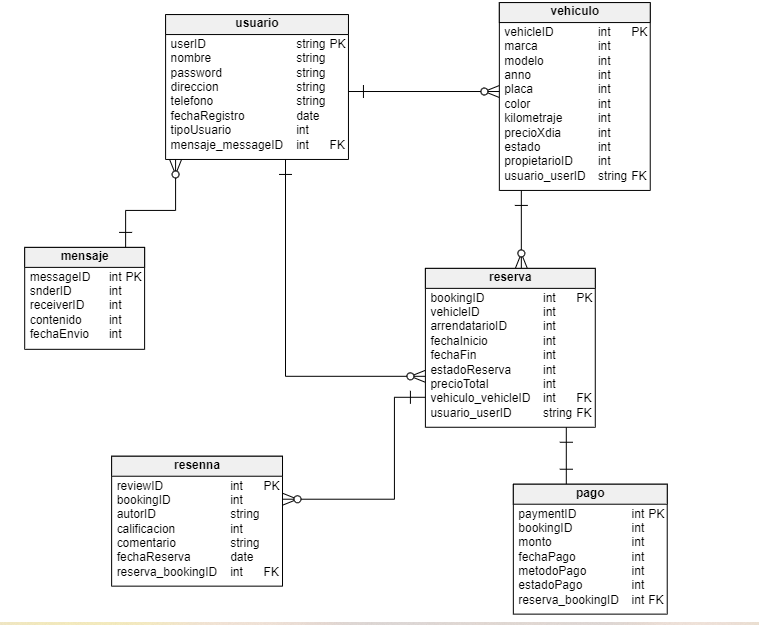 usuario
userID string PK
nombre string
password string
direccion string
telefono string
fechaRegistro date
tipoUsuario int
mensaje_messageID int FK
vehiculo
vehicleID int PK
marca int
modelo int
anno int
placa int
color int
kilometraje int
precioXdia int
estado int
propietarioID int
usuario_userID string FK
mensaje
messageID int PK
snderID int
receiverID int
contenido int
fechaEnvio int
reserva
bookingID int PK
vehicleID int
arrendatarioID int
fechaInicio int
fechaFin int
estadoReserva int
precioTotal int
vehiculo_vehicleID int FK
usuario_userID string FK
resenna
reviewID int PK
bookingID int
autorID string
calificacion int
comentario string
fechaReserva date
reserva_bookingID int FK
pago
paymentID int PK
bookingID int
monto int
fechaPago int
metodoPago int
estadoPago int
reserva_bookingID int FK